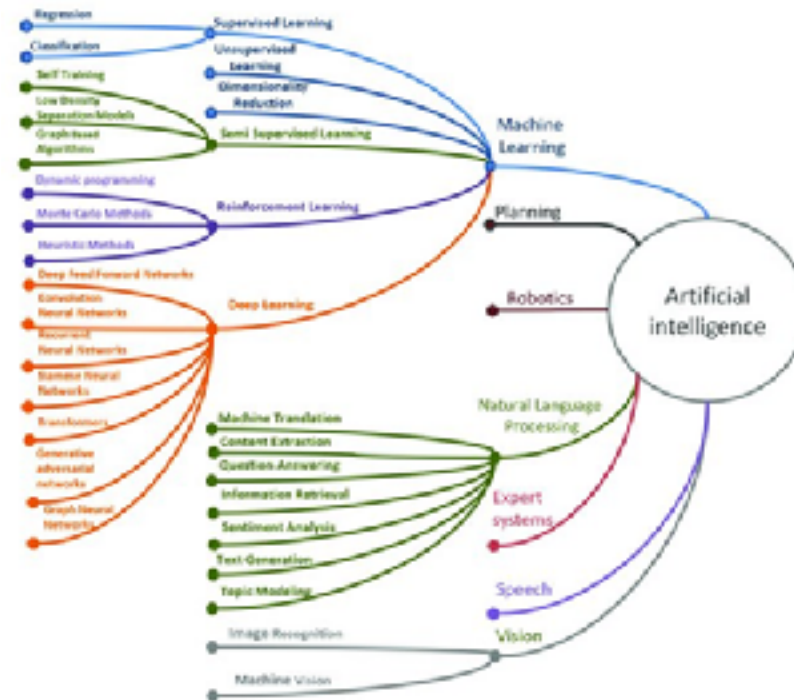 Regression
Supervised Learning
Classification
Unsupervised
Learning
Self Training
Dimensionality
Reduction
Low Density
Separation Models
Semi Supervised Learning
Graph Based
Algorithms
Machine
Learning
Dynamic programming
Monte Carlo Methods
Reinforcement Learning
Heuristic Methods
Planning
Deep Feed Forward Networks
Convolution
Neural Networks
Deep Learning
Robotics
Artificial
intelligence
Recurrent
Neural Networks
Siamese Neural
Networks
Transformers
Generative
adversarial
networks
Graph Neural
Networks
Natural Language
Processing
Machine Translation
Content Extraction
Question Answering
Information Retrieval
Sentiment Analysis
Text Generation
Topic Modeling
Expert
systems
Speech
Vision
Image Recognition
Machine Vision